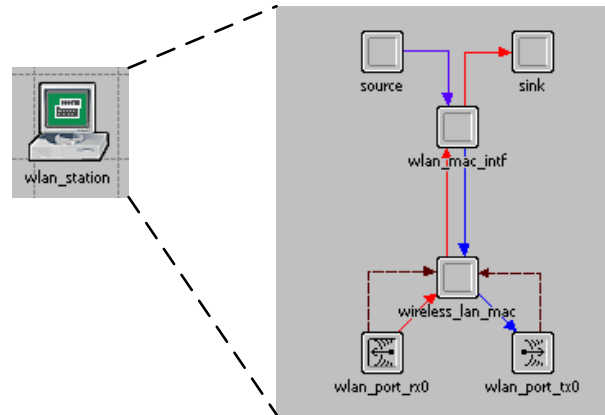 source
sink
wlan_mac_intf
wlan_station
wireless_lan_mac
wlan_port_rx0
wlan_port_tx0